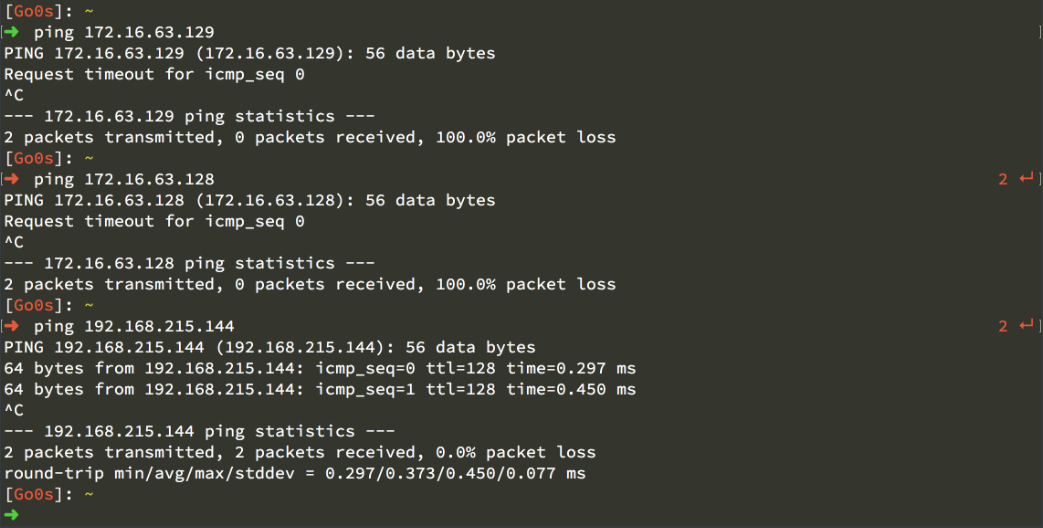 [Go0s]: ~
[➜ ping 172.16.63.129 ]
PING 172.16.63.129 (172.16.63.129): 56 data bytes
Request timeout for icmp_seq 0
^C
--- 172.16.63.129 ping statistics ---
2 packets transmitted, 0 packets received, 100.0% packet loss
[Go0s]: ~
[➜ ping 172.16.63.128 2 ↵ ]
PING 172.16.63.128 (172.16.63.128): 56 data bytes
Request timeout for icmp_seq 0
^C
--- 172.16.63.128 ping statistics ---
2 packets transmitted, 0 packets received, 100.0% packet loss
[Go0s]: ~
[➜ ping 192.168.215.144 2 ↵ ]
PING 192.168.215.144 (192.168.215.144): 56 data bytes
64 bytes from 192.168.215.144: icmp_seq=0 ttl=128 time=0.297 ms
64 bytes from 192.168.215.144: icmp_seq=1 ttl=128 time=0.450 ms
^C
--- 192.168.215.144 ping statistics ---
2 packets transmitted, 2 packets received, 0.0% packet loss
round-trip min/avg/max/stddev = 0.297/0.373/0.450/0.077 ms
[Go0s]: ~
➜